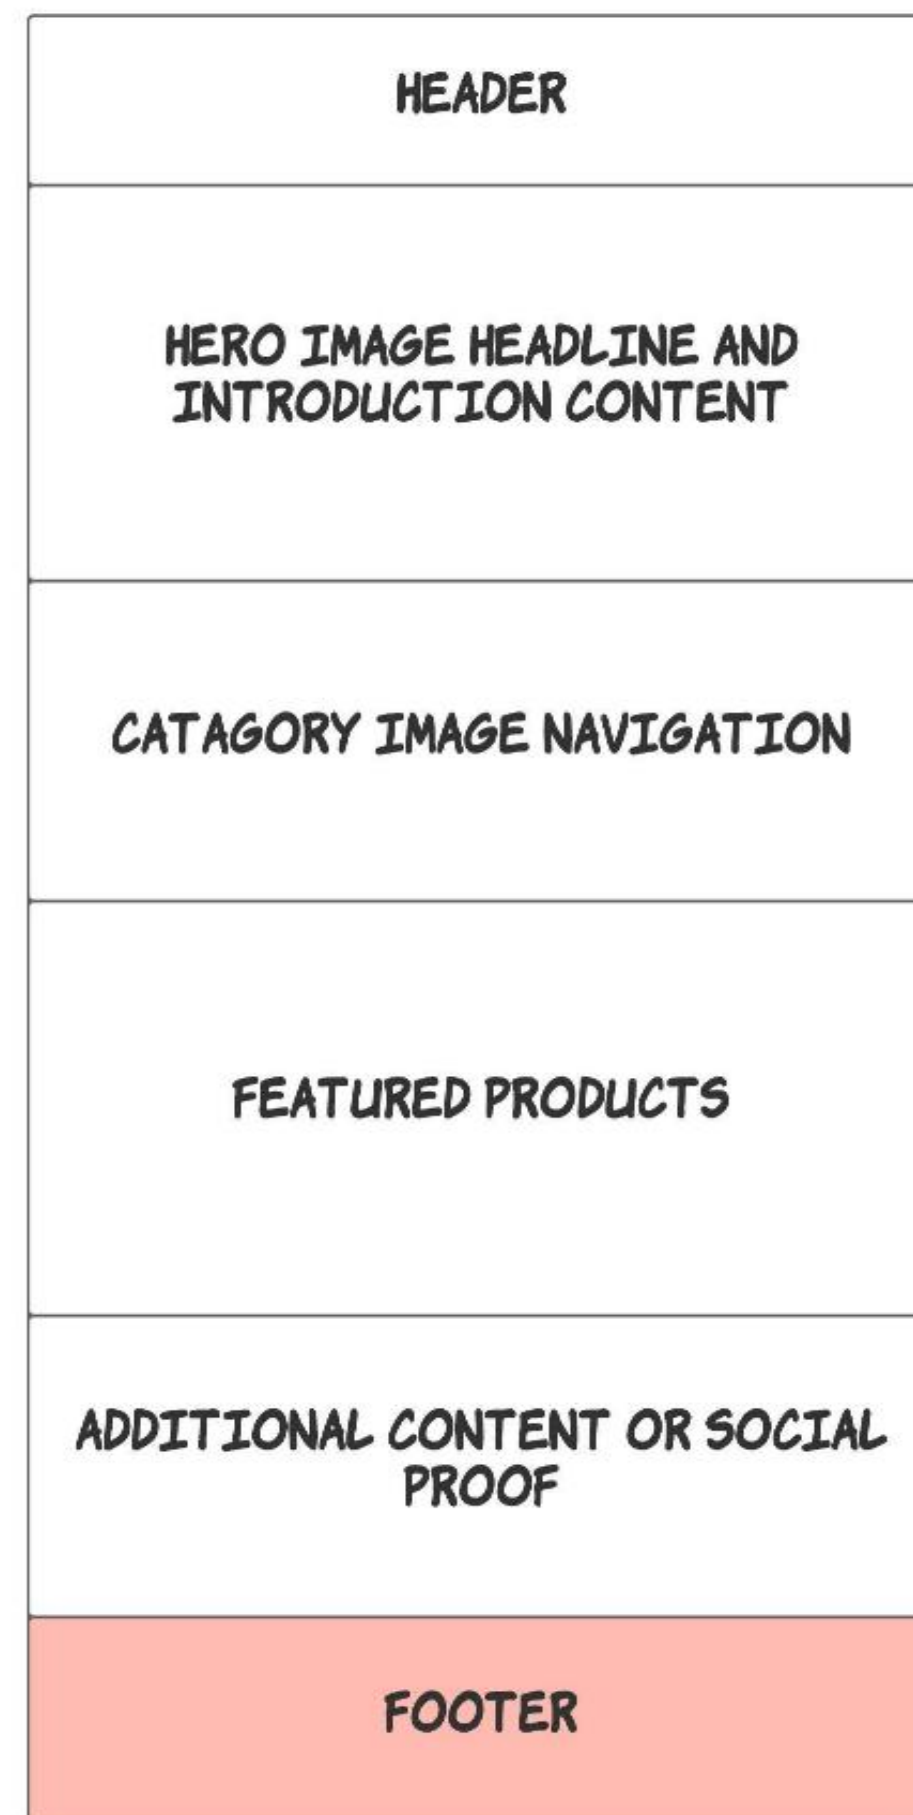 HEADER
HERO IMAGE HEADLINE AND
INTRODUCTION CONTENT
CATAGORY IMAGE NAVIGATION
FEATURED PRODUCTS
ADDITIONAL CONTENT OR SOCIAL
PROOF
FOOTER